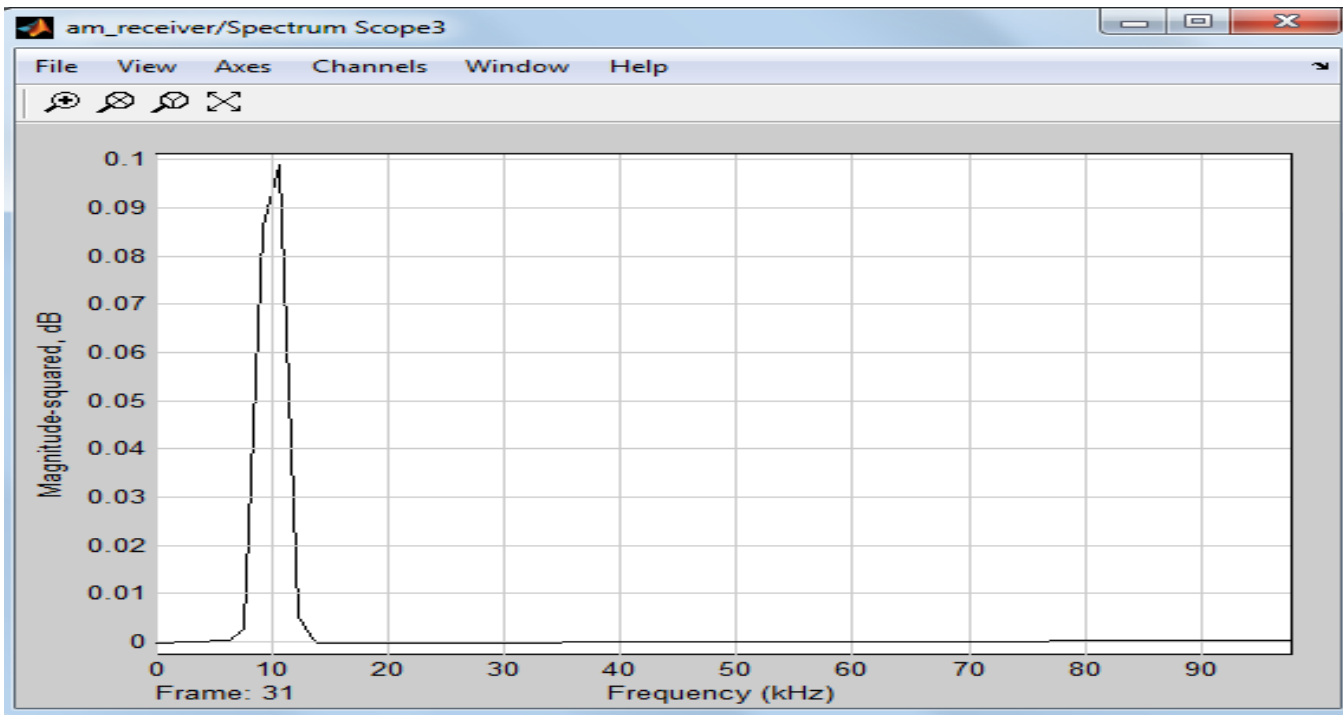 am_receiver/Spectrum Scope3
File View Axes Channels Window Help
0.1
0.09
0.08
0.07
0.06
0.05
0.04
0.03
0.02
0.01
0
Magnitude-squared, dB
0 10 20 30 40 50 60 70 80 90
Frame: 31 Frequency (kHz)